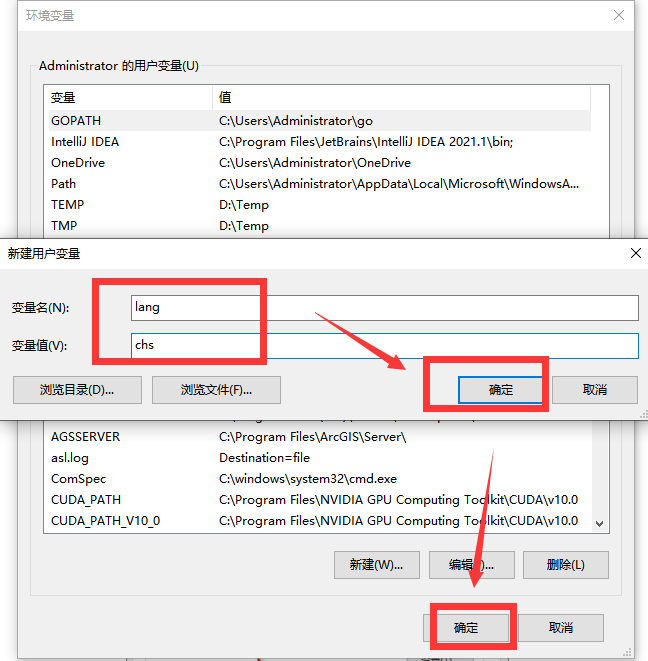 环境变量
Administrator 的用户变量(U)
变量 值
GOPATH C:\Users\Administrator\go
IntelliJ IDEA C:\Program Files\JetBrains\IntelliJ IDEA 2021.1\bin;
OneDrive C:\Users\Administrator\OneDrive
Path C:\Users\Administrator\AppData\Local\Microsoft\WindowsA...
TEMP D:\Temp
TMP D:\Temp
新建用户变量
变量名(N): lang
变量值(V): chs
浏览目录(D)... 浏览文件(F)... 确定 取消
AGSSERVER C:\Program Files\ArcGIS\Server\
asl.log Destination=file
ComSpec C:\windows\system32\cmd.exe
CUDA_PATH C:\Program Files\NVIDIA GPU Computing Toolkit\CUDA\v10.0
CUDA_PATH_V10_0 C:\Program Files\NVIDIA GPU Computing Toolkit\CUDA\v10.0
新建(W)... 编辑 删除(L)
确定 取消